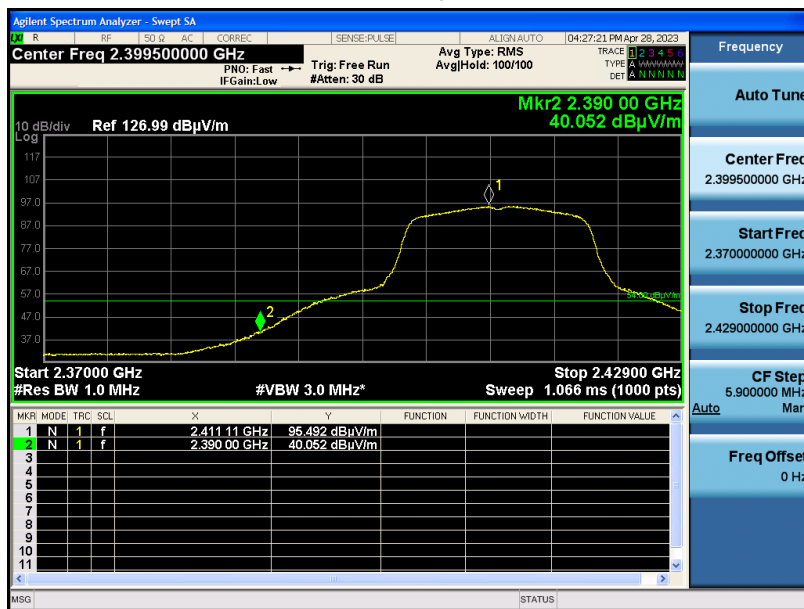 Agilent Spectrum Analyzer - Swept SA
LXI R RF 50 Ω AC CORREC SENSE:PULSE ALIGN AUTO 04:27:21 PM Apr 28, 2023
Center Freq 2.399500000 GHz
PNO: Fast
IFGain:Low
Trig: Free Run
#Atten: 30 dB
Avg Type: RMS
Avg|Hold: 100/100
TRACE 1 2 3 4 5 6
TYPE A WWWWW
DET A N N N N N
Mkr2 2.390 00 GHz
40.052 dBµV/m
10 dB/div Ref 126.99 dBµV/m
Log
117
107
97.0
87.0
77.0
67.0
57.0
47.0
37.0
1
2
54.00 dBµV/m
Start 2.37000 GHz Stop 2.42900 GHz
#Res BW 1.0 MHz #VBW 3.0 MHz* Sweep 1.066 ms (1000 pts)
MKR MODE TRC SCL X Y FUNCTION FUNCTION WIDTH FUNCTION VALUE
1 N 1 f 2.411 11 GHz 95.492 dBµV/m
2 N 1 f 2.390 00 GHz 40.052 dBµV/m
3
4
5
6
7
8
9
10
11
MSG STATUS
Frequency
Auto Tune
Center Freq
2.399500000 GHz
Start Freq
2.370000000 GHz
Stop Freq
2.429000000 GHz
CF Step
5.900000 MHz
Auto Man
Freq Offset
0 Hz